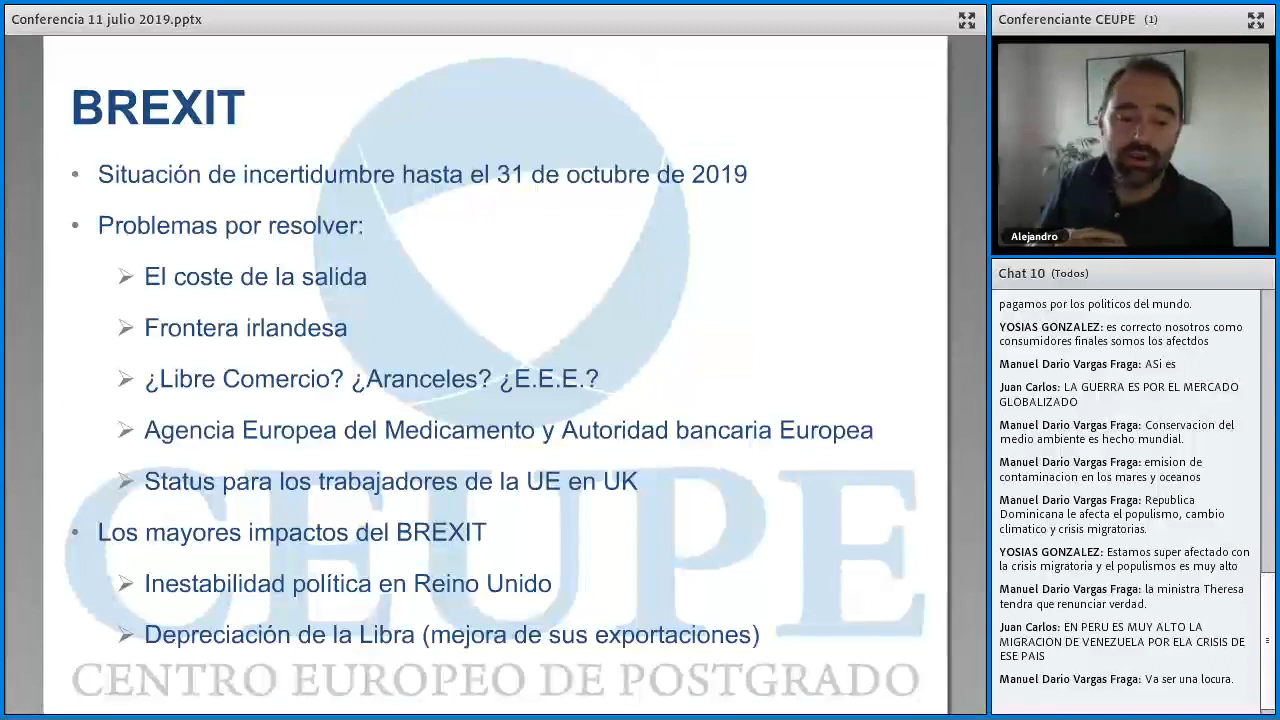 Conferencia 11 julio 2019.pptx
BREXIT
• Situación de incertidumbre hasta el 31 de octubre de 2019
• Problemas por resolver:
➢ El coste de la salida
➢ Frontera irlandesa
➢ ¿Libre Comercio? ¿Aranceles? ¿E.E.E.?
➢ Agencia Europea del Medicamento y Autoridad bancaria Europea
➢ Status para los trabajadores de la UE en UK
• Los mayores impactos del BREXIT
➢ Inestabilidad política en Reino Unido
➢ Depreciación de la Libra (mejora de sus exportaciones)
CEUPE
CENTRO EUROPEO DE POSTGRADO
Conferenciante CEUPE (1)
Alejandro
Chat 10 (Todos)
pagamos por los politicos del mundo.
YOSIAS GONZALEZ: es correcto nosotros como
consumidores finales somos los afectdos
Manuel Dario Vargas Fraga: ASi es
Juan Carlos: LA GUERRA ES POR EL MERCADO
GLOBALIZADO
Manuel Dario Vargas Fraga: Conservacion del
medio ambiente es hecho mundial.
Manuel Dario Vargas Fraga: emision de
contaminacion en los mares y oceanos
Manuel Dario Vargas Fraga: Republica
Dominicana le afecta el populismo, cambio
climatico y crisis migratorias.
YOSIAS GONZALEZ: Estamos super afectado con
la crisis migratoria y el populismos es muy alto
Manuel Dario Vargas Fraga: la ministra Theresa
tendra que renunciar verdad.
Juan Carlos: EN PERU ES MUY ALTO LA
MIGRACION DE VENEZUELA POR ELA CRISIS DE
ESE PAIS
Manuel Dario Vargas Fraga: Va ser una locura.